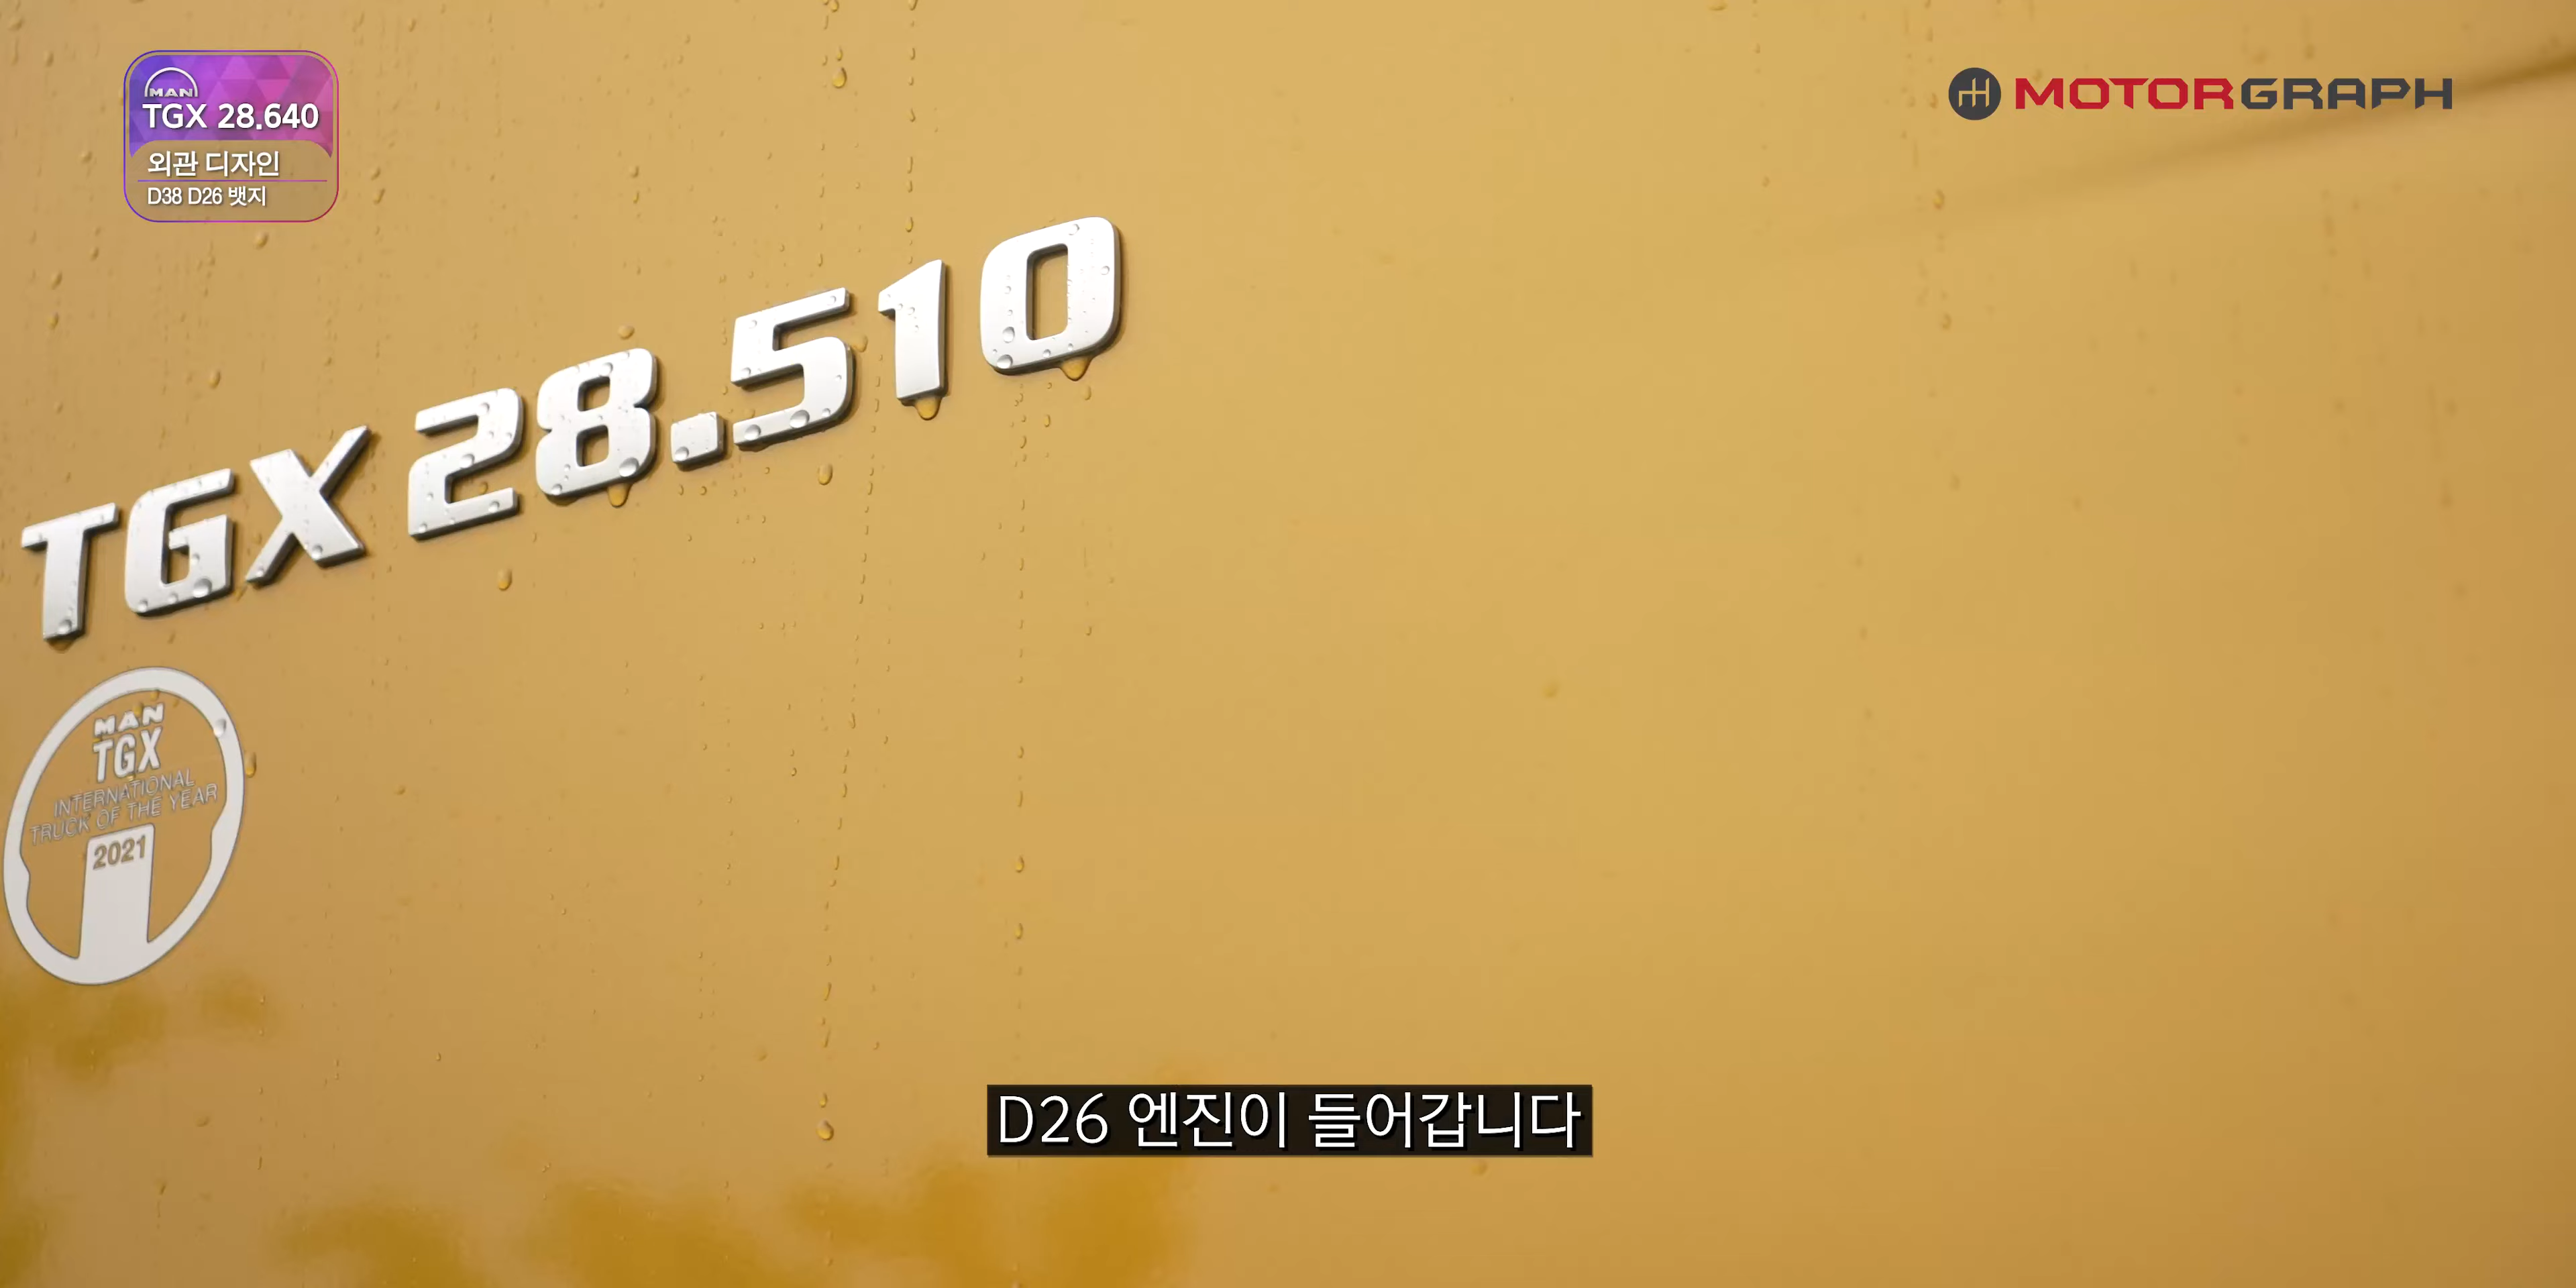 MAN
TGX 28.640
외관 디자인
D38 D26 뱃지
MOTORGRAPH
TGX 28.510
MAN
TGX
INTERNATIONAL
TRUCK OF THE YEAR
2021
D26 엔진이 들어갑니다